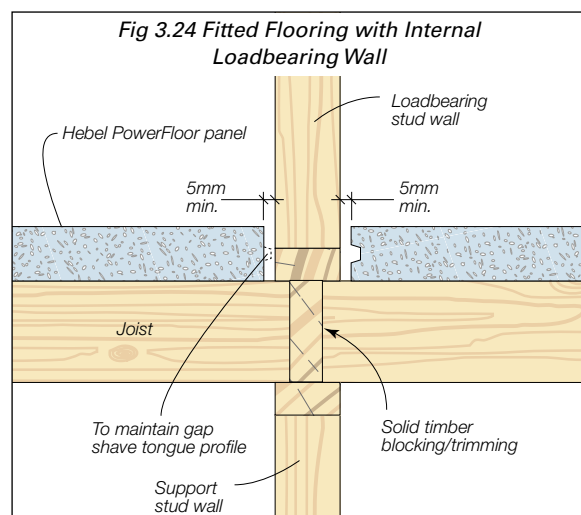 Fig 3.24 Fitted Flooring with Internal
Loadbearing Wall
Loadbearing
stud wall
Hebel PowerFloor panel
5mm
min.
5mm
min.
Joist
To maintain gap
shave tongue profile
Solid timber
blocking/trimming
Support
stud wall